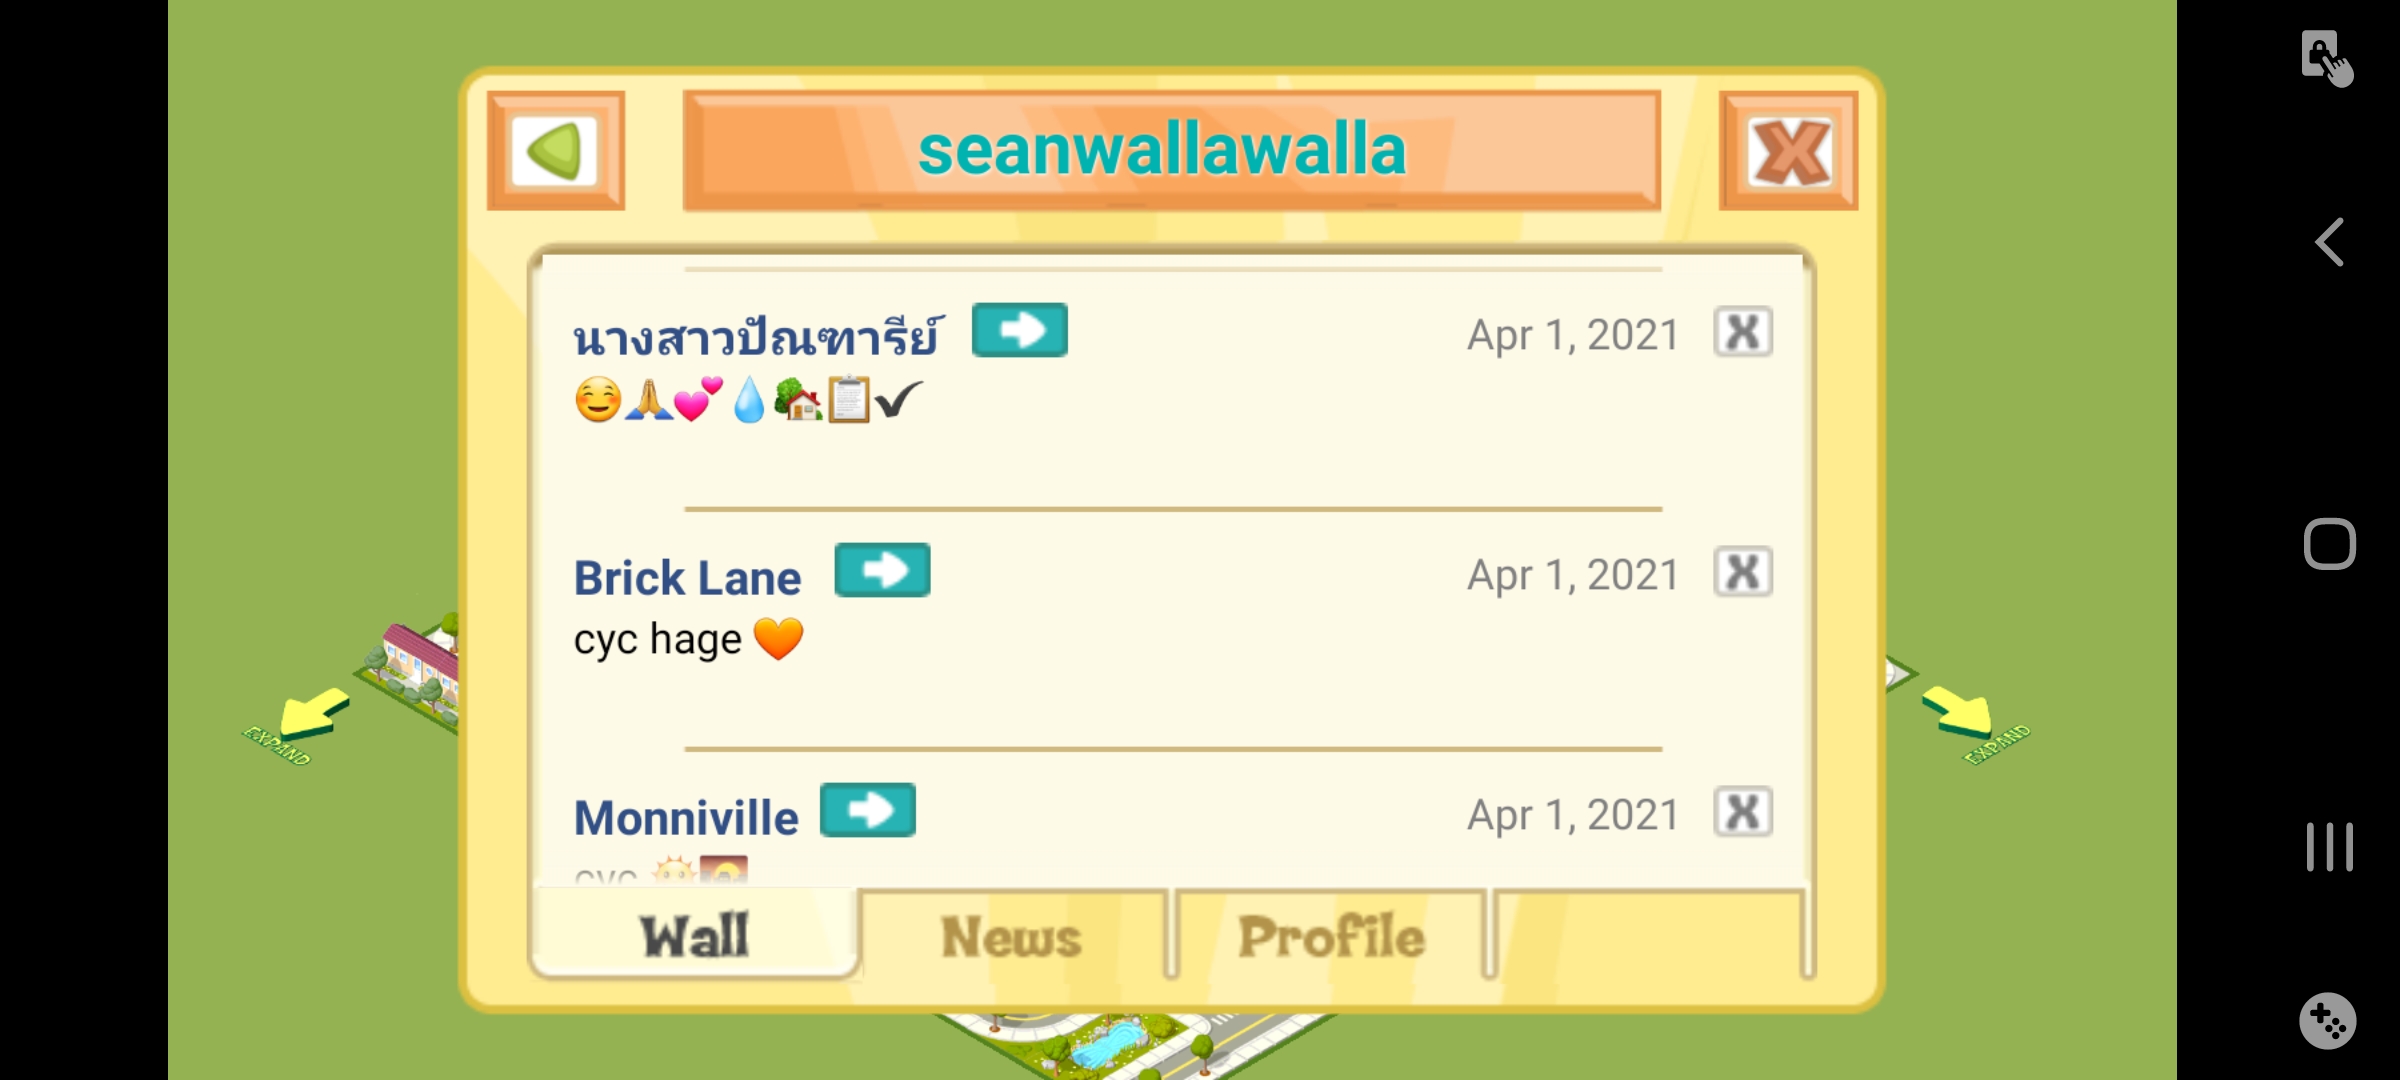 seanwallawalla
นางสาวปัณฑารีย์
Apr 1, 2021
😊🙏💕💧🏡📋✔
Brick Lane
Apr 1, 2021
cyc hage 🧡
Monniville
Apr 1, 2021
cyc 🌞🌅
Wall
News
Profile
EXPAND
EXPAND